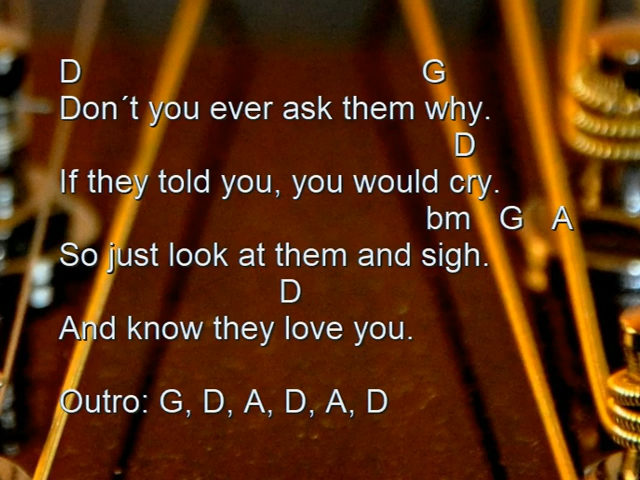 D G
Don´t you ever ask them why.
D
If they told you, you would cry.
bm G A
So just look at them and sigh.
D
And know they love you.
Outro: G, D, A, D, A, D